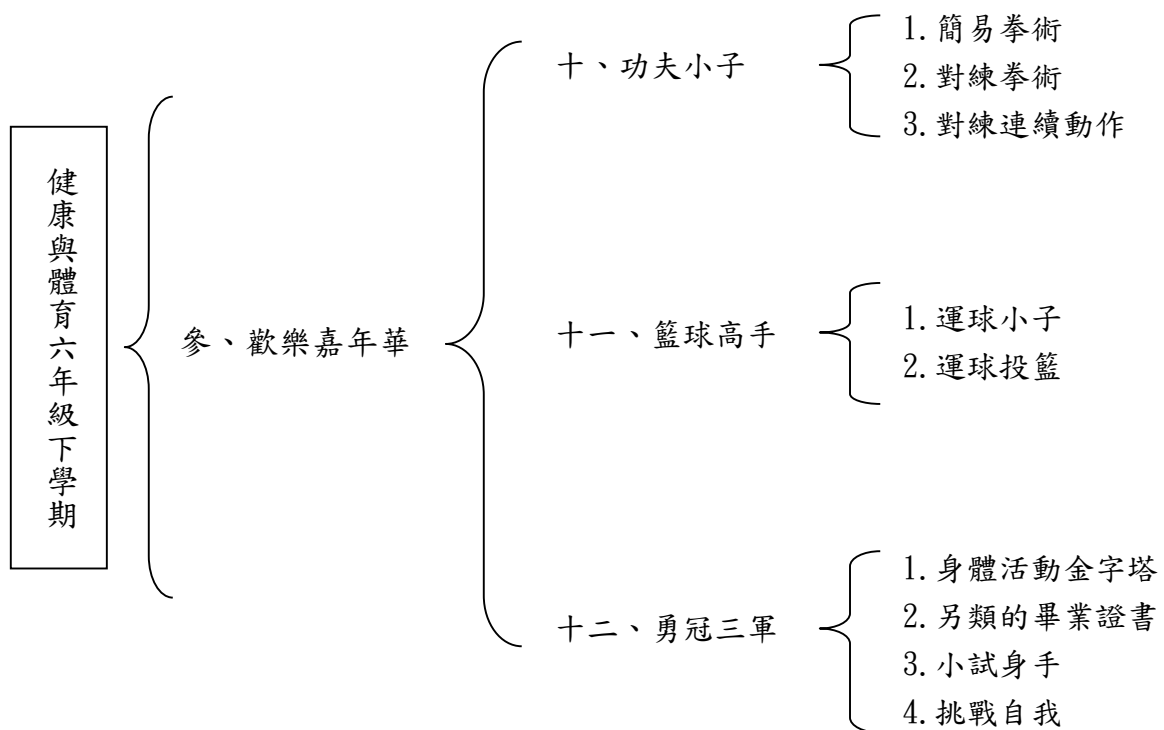 健康與體育六年級下學期
參、歡樂嘉年華
十、功夫小子
1.簡易拳術
2.對練拳術
3.對練連續動作
十一、籃球高手
1.運球小子
2.運球投籃
十二、勇冠三軍
1.身體活動金字塔
2.另類的畢業證書
3.小試身手
4.挑戰自我